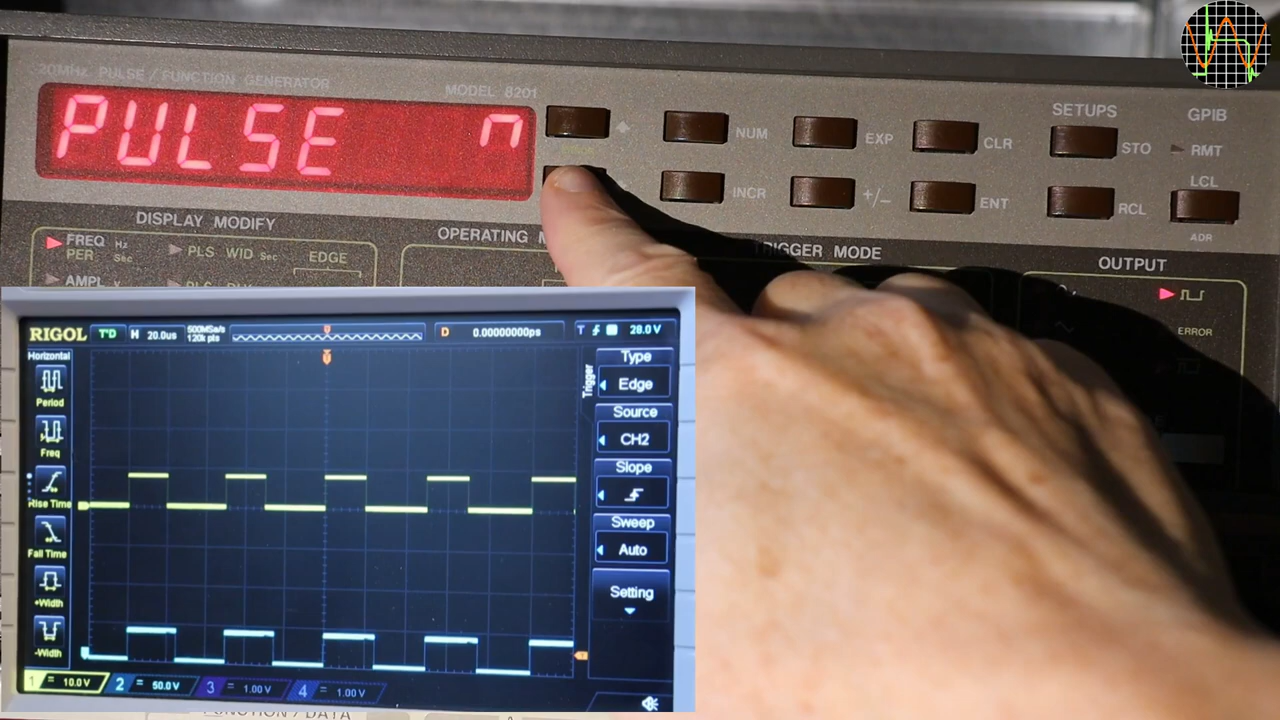 20MHz PULSE / FUNCTION GENERATOR
MODEL 8201
PULSE n
NUM
EXP
CLR
SETUPS
STO
GPIB
RMT
INCR
+/–
ENT
RCL
LCL
ADR
DISPLAY MODIFY
OPERATING M
TRIGGER MODE
OUTPUT
FREQ Hz
PER Sec
PLS WID Sec
EDGE
AMPL V
ERROR
RIGOL T'D H 20.0us 500MSa/s 120k pts D 0.00000000ps T 28.0 V
Horizontal
Period
Freq
Rise Time
Fall Time
+Width
-Width
Trigger
Type
Edge
Source
CH2
Slope
Sweep
Auto
Setting
1 = 10.0 V 2 = 50.0 V 3 = 1.00 V 4 = 1.00 V
FUNCTION / DATA